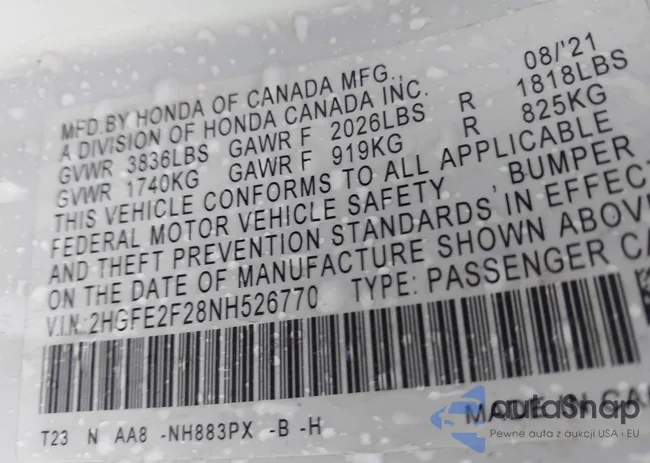 MFD.BY HONDA OF CANADA MFG., 08/'21
A DIVISION OF HONDA CANADA INC.
GVWR 3836LBS GAWR F 2026LBS R 1818LBS
GVWR 1740KG GAWR F 919KG R 825KG
THIS VEHICLE CONFORMS TO ALL APPLICABLE
FEDERAL MOTOR VEHICLE SAFETY , BUMPER
AND THEFT PREVENTION STANDARDS IN EFFEC
ON THE DATE OF MANUFACTURE SHOWN ABOV
V.I.N.:2HGFE2F28NH526770 TYPE: PASSENGER CA
T23 N AA8 -NH883PX -B -H
autaShop
Pewne auta z aukcji USA i EU